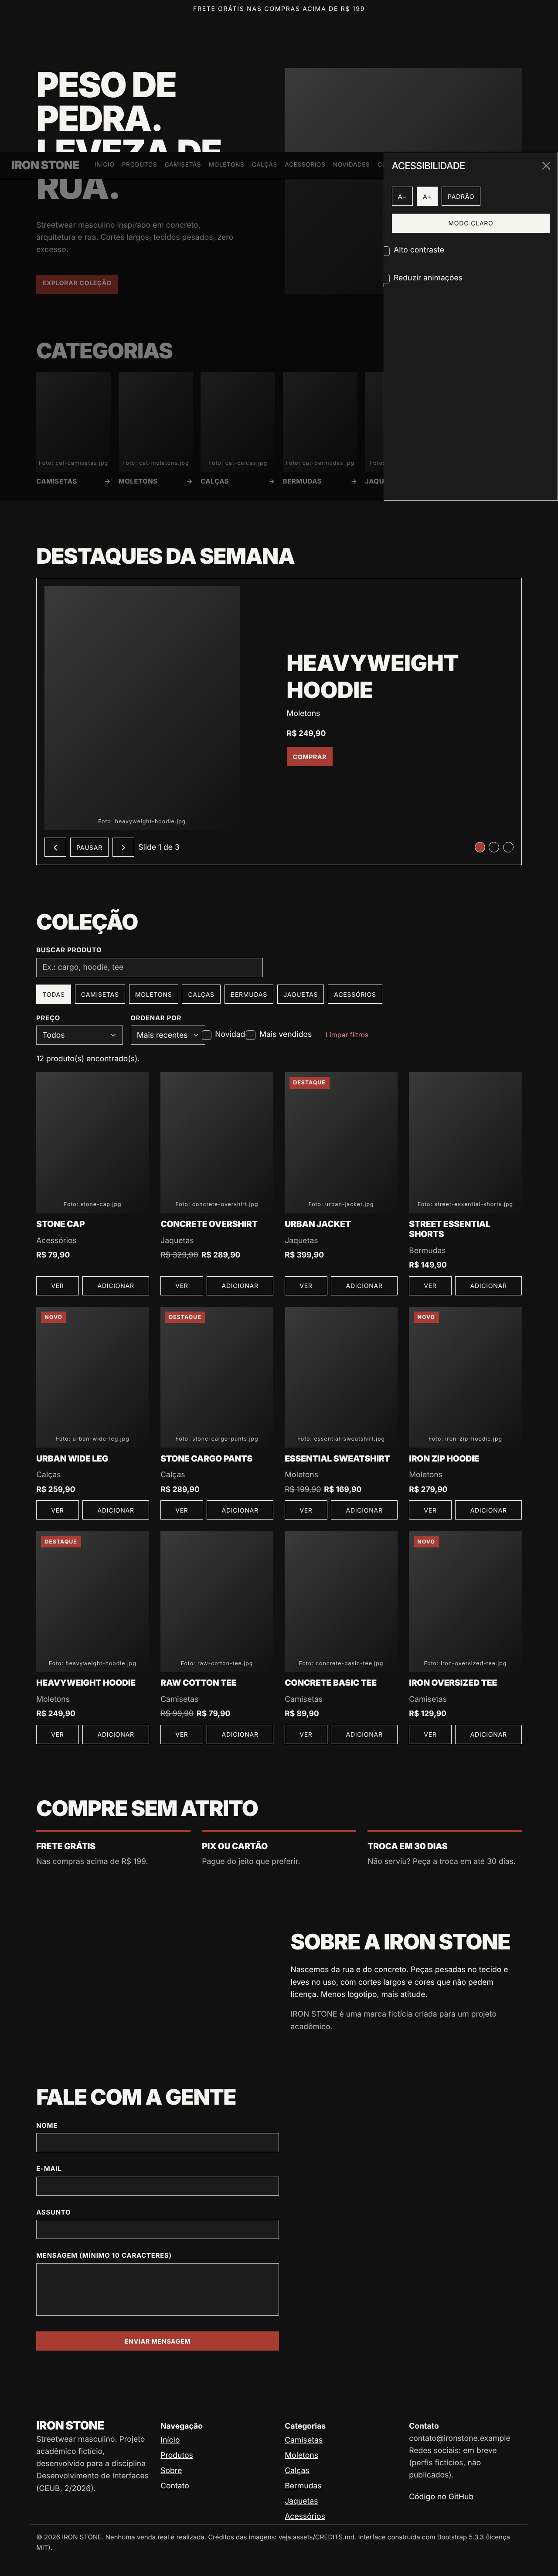 FRETE GRÁTIS NAS COMPRAS ACIMA DE R$ 199
PESO DE
PEDRA.
LEVEZA DE
RUA.
IRON STONE
INÍCIO PRODUTOS CAMISETAS MOLETONS CALÇAS ACESSÓRIOS NOVIDADES
ACESSIBILIDADE
A− A+ PADRÃO
MODO CLARO
Alto contraste
Reduzir animações
Streetwear masculino inspirado em concreto,
arquitetura e rua. Cortes largos, tecidos pesados, zero
excesso.
EXPLORAR COLEÇÃO
CATEGORIAS
Foto: cat-camisetas.jpg Foto: cat-moletons.jpg Foto: cat-calcas.jpg Foto: cat-bermudas.jpg Foto:
CAMISETAS → MOLETONS → CALÇAS → BERMUDAS → JAQU
DESTAQUES DA SEMANA
HEAVYWEIGHT
HOODIE
Moletons
R$ 249,90
COMPRAR
Foto: heavyweight-hoodie.jpg
PAUSAR Slide 1 de 3
COLEÇÃO
BUSCAR PRODUTO
Ex.: cargo, hoodie, tee
TODAS CAMISETAS MOLETONS CALÇAS BERMUDAS JAQUETAS ACESSÓRIOS
PREÇO ORDENAR POR
Todos Mais recentes Novidad Mais vendidos Limpar filtros
12 produto(s) encontrado(s).
DESTAQUE
Foto: stone-cap.jpg Foto: concrete-overshirt.jpg Foto: urban-jacket.jpg Foto: street-essential-shorts.jpg
STONE CAP CONCRETE OVERSHIRT URBAN JACKET STREET ESSENTIAL
SHORTS
Acessórios Jaquetas Jaquetas Bermudas
R$ 79,90 R$ 329,90 R$ 289,90 R$ 399,90 R$ 149,90
VER ADICIONAR VER ADICIONAR VER ADICIONAR VER ADICIONAR
NOVO DESTAQUE NOVO
Foto: urban-wide-leg.jpg Foto: stone-cargo-pants.jpg Foto: essential-sweatshirt.jpg Foto: iron-zip-hoodie.jpg
URBAN WIDE LEG STONE CARGO PANTS ESSENTIAL SWEATSHIRT IRON ZIP HOODIE
Calças Calças Moletons Moletons
R$ 259,90 R$ 289,90 R$ 199,90 R$ 169,90 R$ 279,90
VER ADICIONAR VER ADICIONAR VER ADICIONAR VER ADICIONAR
DESTAQUE NOVO
Foto: heavyweight-hoodie.jpg Foto: raw-cotton-tee.jpg Foto: concrete-basic-tee.jpg Foto: iron-oversized-tee.jpg
HEAVYWEIGHT HOODIE RAW COTTON TEE CONCRETE BASIC TEE IRON OVERSIZED TEE
Moletons Camisetas Camisetas Camisetas
R$ 249,90 R$ 99,90 R$ 79,90 R$ 89,90 R$ 129,90
VER ADICIONAR VER ADICIONAR VER ADICIONAR VER ADICIONAR
COMPRE SEM ATRITO
FRETE GRÁTIS PIX OU CARTÃO TROCA EM 30 DIAS
Nas compras acima de R$ 199. Pague do jeito que preferir. Não serviu? Peça a troca em até 30 dias.
SOBRE A IRON STONE
Nascemos da rua e do concreto. Peças pesadas no tecido e
leves no uso, com cortes largos e cores que não pedem
licença. Menos logotipo, mais atitude.
IRON STONE é uma marca fictícia criada para um projeto
acadêmico.
FALE COM A GENTE
NOME
E-MAIL
ASSUNTO
MENSAGEM (MÍNIMO 10 CARACTERES)
ENVIAR MENSAGEM
IRON STONE
Streetwear masculino. Projeto
acadêmico fictício,
desenvolvido para a disciplina
Desenvolvimento de Interfaces
(CEUB, 2/2026).
Navegação
Início
Produtos
Sobre
Contato
Categorias
Camisetas
Moletons
Calças
Bermudas
Jaquetas
Acessórios
Contato
contato@ironstone.example
Redes sociais: em breve
(perfis fictícios, não
publicados).
Código no GitHub
© 2026 IRON STONE. Nenhuma venda real é realizada. Créditos das imagens: veja assets/CREDITS.md. Interface construída com Bootstrap 5.3.3 (licença
MIT).